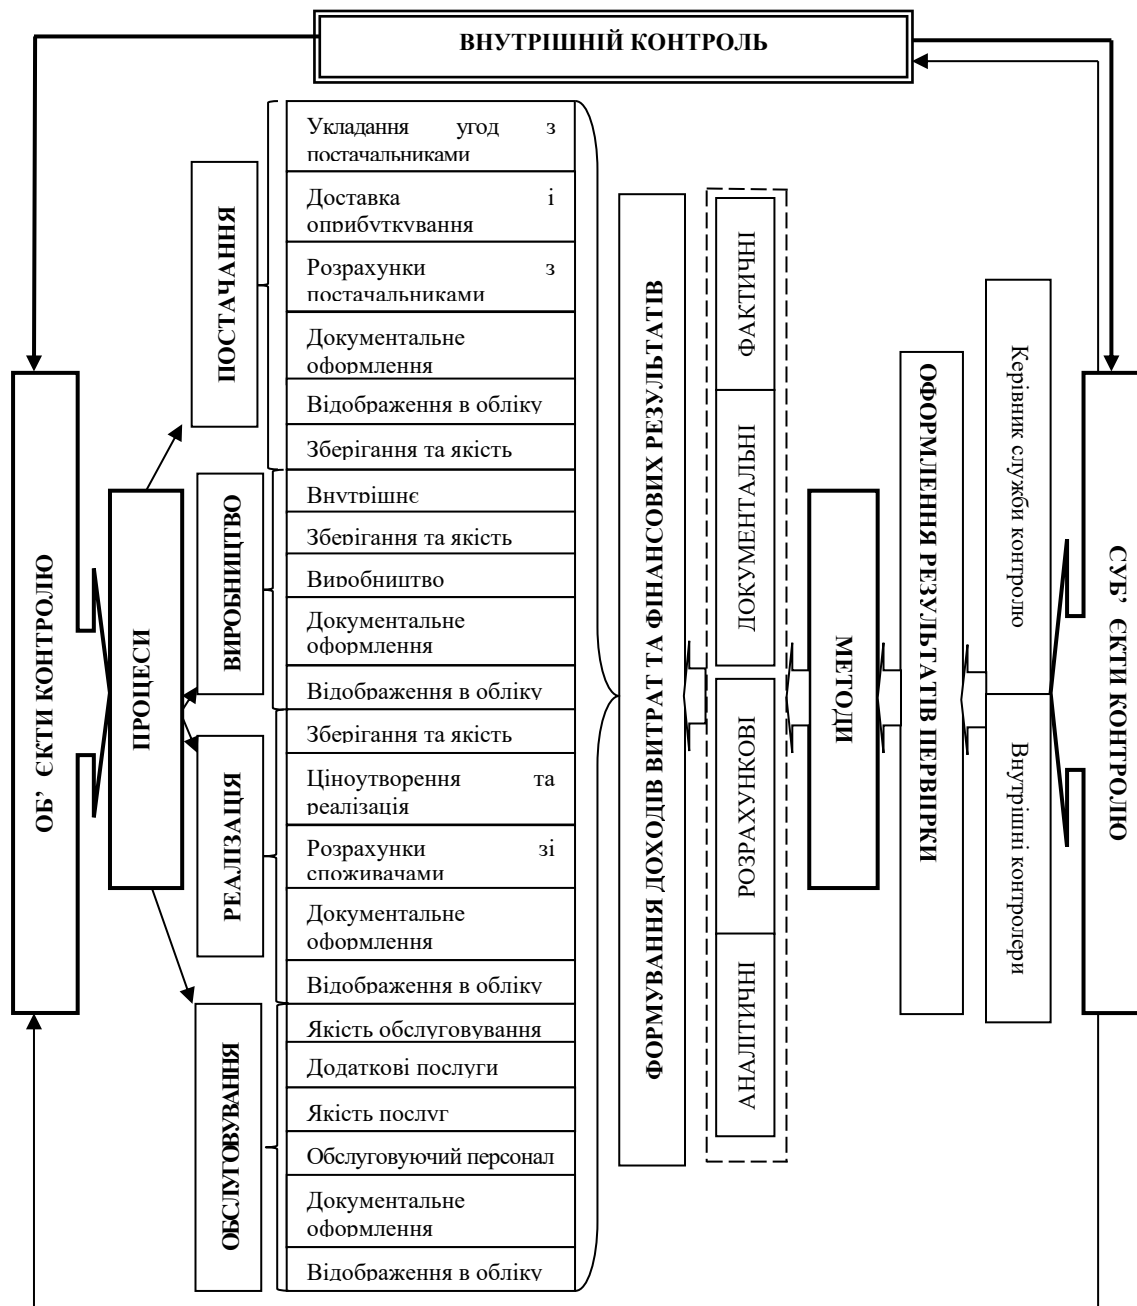 ВНУТРІШНІЙ КОНТРОЛЬ
ОБ’ ЄКТИ КОНТРОЛЮ
ПРОЦЕСИ
ПОСТАЧАННЯ
Укладання угод з
постачальниками
Доставка і
оприбуткування
Розрахунки з
постачальниками
Документальне
оформлення
Відображення в обліку
Зберігання та якість
ВИРОБНИЦТВО
Внутрішнє
Зберігання та якість
Виробництво
Документальне
оформлення
Відображення в обліку
РЕАЛІЗАЦІЯ
Зберігання та якість
Ціноутворення та
реалізація
Розрахунки зі
споживачами
Документальне
оформлення
Відображення в обліку
ОБСЛУГОВУВАННЯ
Якість обслуговування
Додаткові послуги
Якість послуг
Обслуговуючий персонал
Документальне
оформлення
Відображення в обліку
ФОРМУВАННЯ ДОХОДІВ ВИТРАТ ТА ФІНАНСОВИХ РЕЗУЛЬТАТІВ
ФАКТИЧНІ
ДОКУМЕНТАЛЬНІ
РОЗРАХУНКОВІ
АНАЛІТИЧНІ
МЕТОДИ
ОФОРМЛЕННЯ РЕЗУЛЬТАТІВ ПЕРВІРКИ
Керівник служби контролю
Внутрішні контролери
СУБ’ ЄКТИ КОНТРОЛЮ